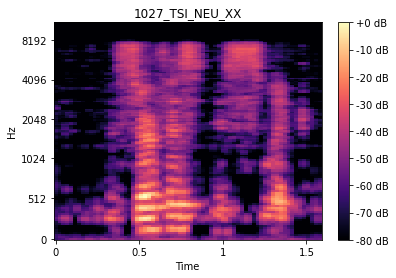 1027_TSI_NEU_XX
8192
4096
2048
1024
512
0
Hz
0
0.5
1
1.5
Time
+0 dB
-10 dB
-20 dB
-30 dB
-40 dB
-50 dB
-60 dB
-70 dB
-80 dB